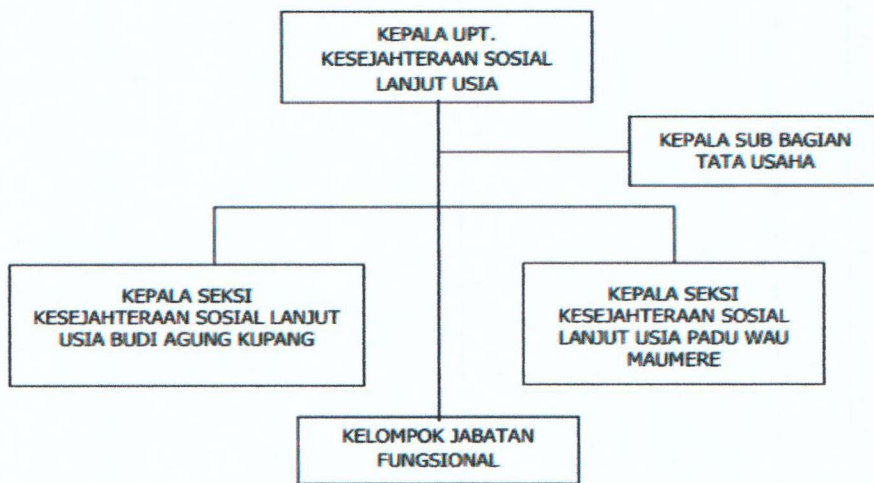 KEPALA UPT.
KESEJAHTERAAN SOSIAL
LANJUT USIA
KEPALA SUB BAGIAN
TATA USAHA
KEPALA SEKSI
KESEJAHTERAAN SOSIAL LANJUT
USIA BUDI AGUNG KUPANG
KEPALA SEKSI
KESEJAHTERAAN SOSIAL
LANJUT USIA PADU WAU
MAUMERE
KELOMPOK JABATAN
FUNGSIONAL